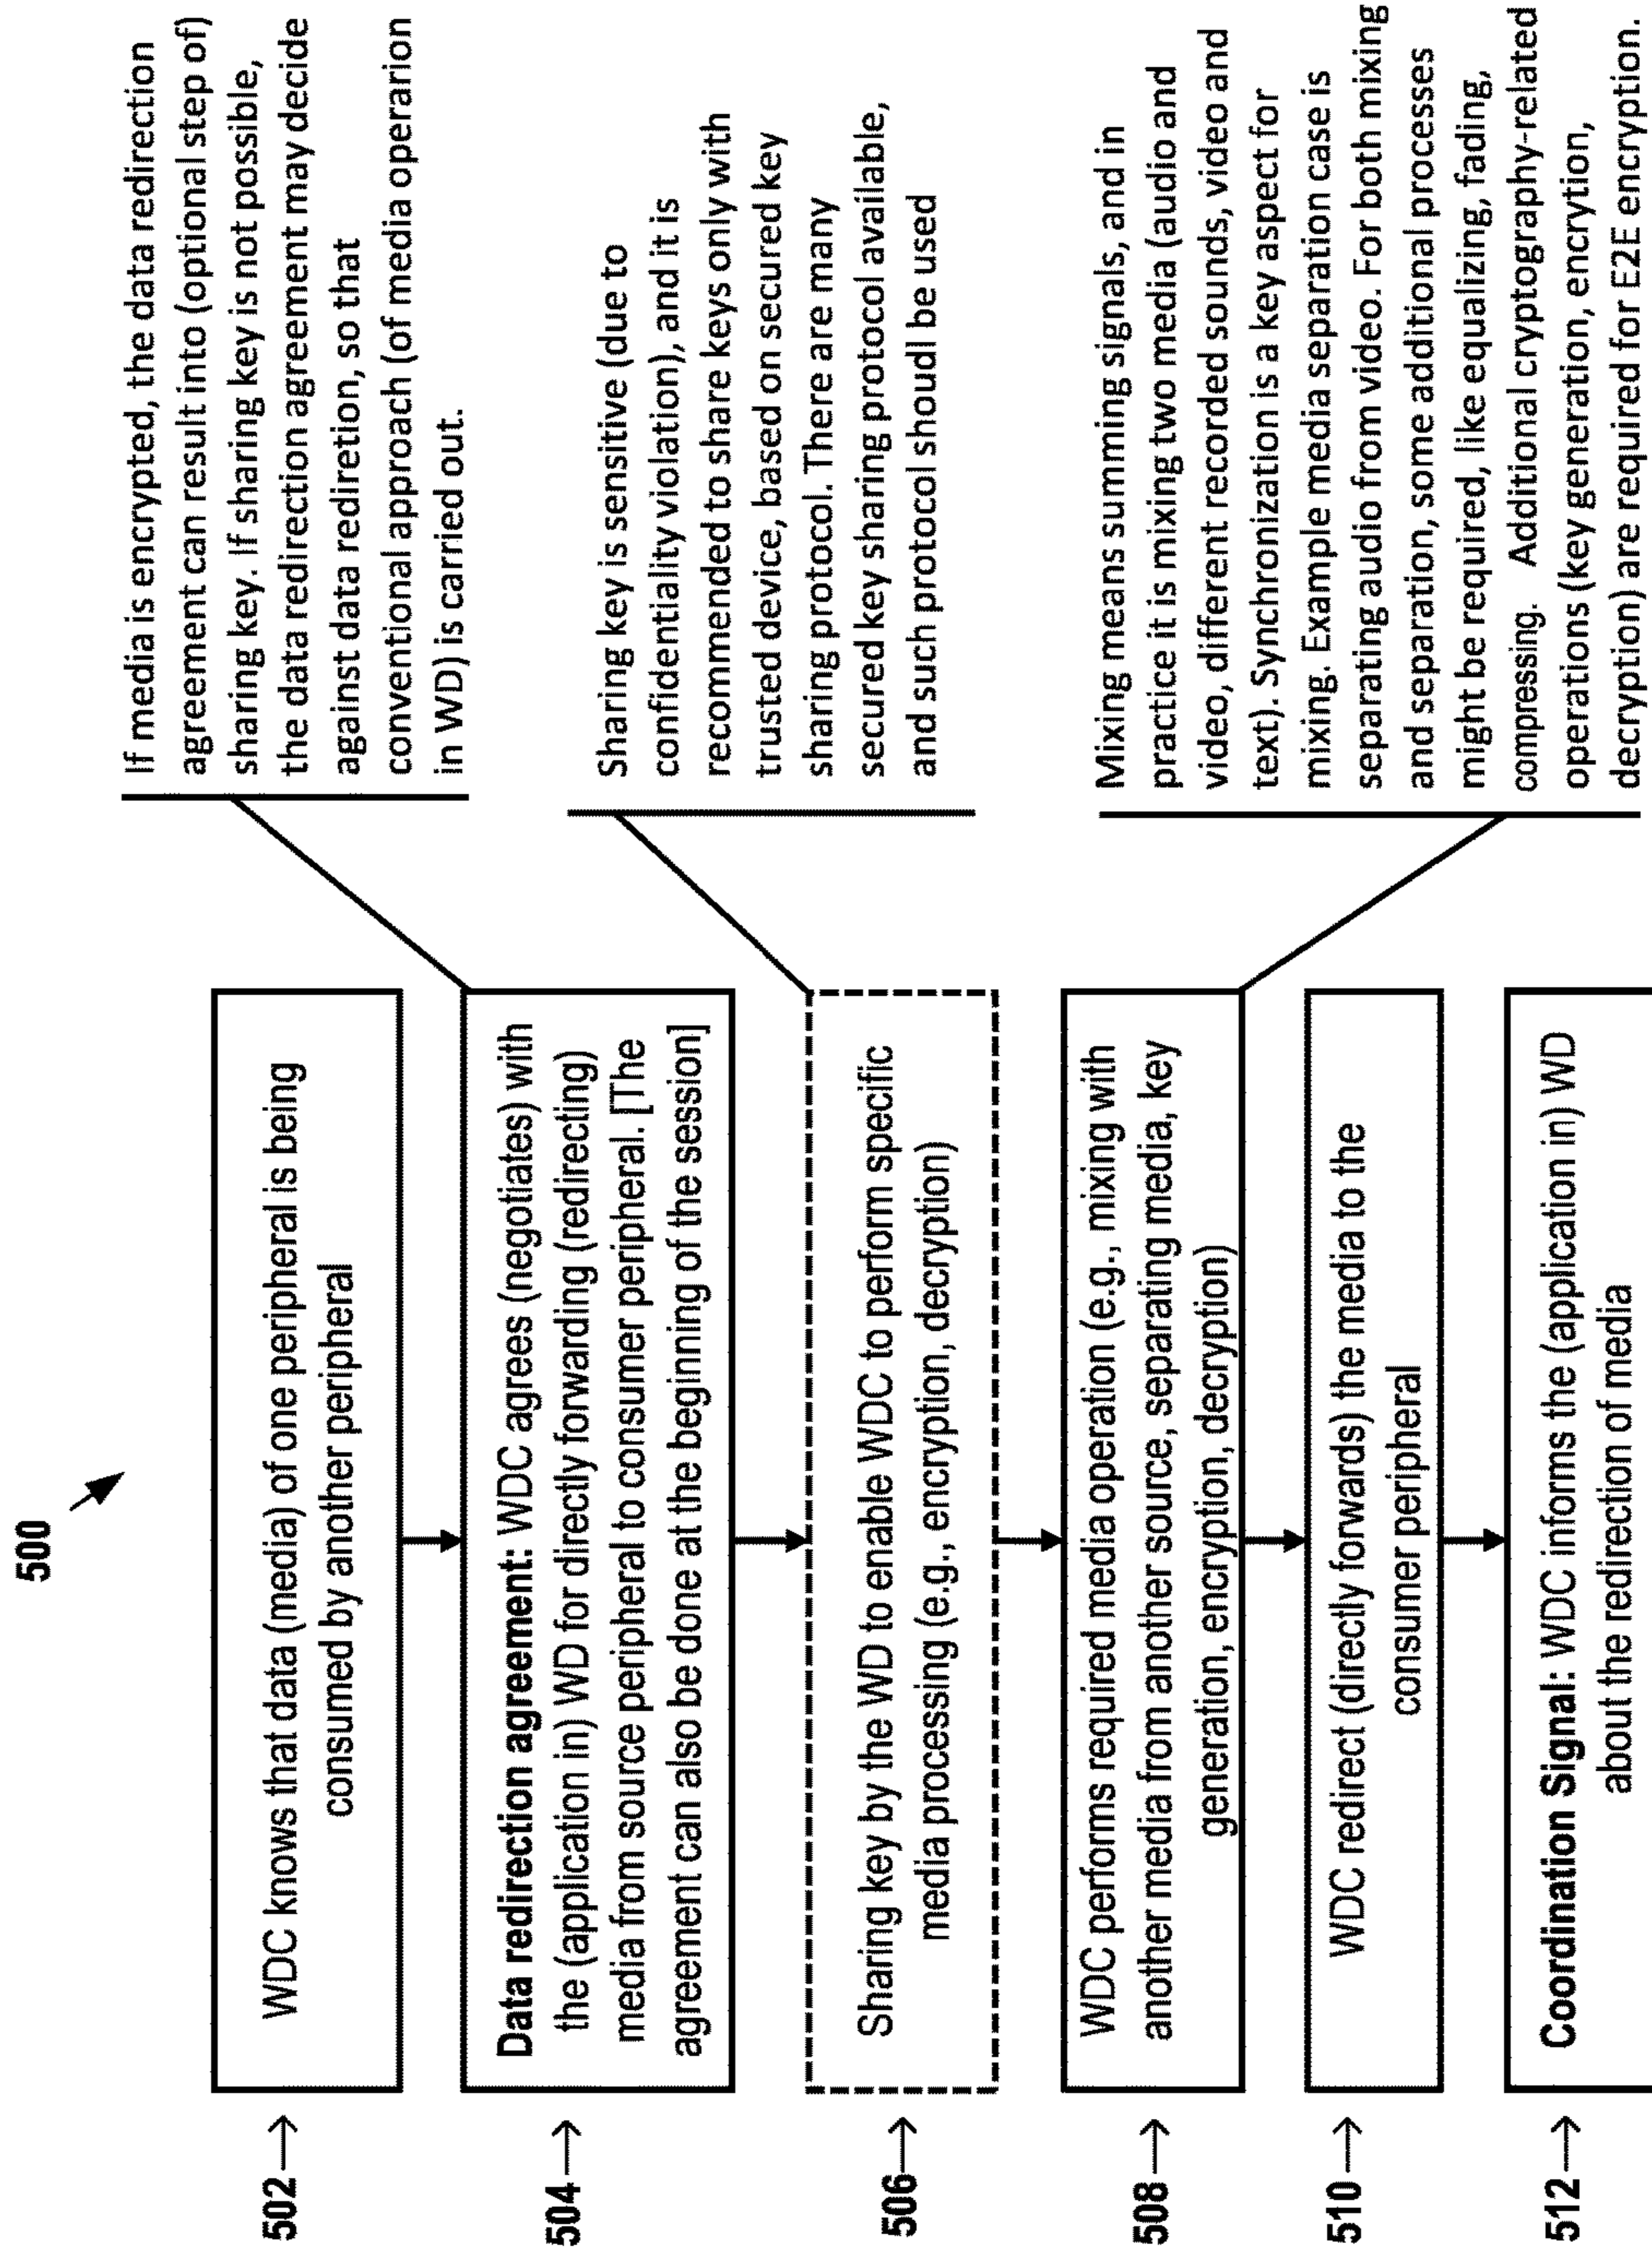 500
502→
WDC knows that data (media) of one peripheral is being
consumed by another peripheral
504→
Data redirection agreement: WDC agrees (negotiates) with
the (application in) WD for directly forwarding (redirecting)
media from source peripheral to consumer peripheral. [The
agreement can also be done at the beginning of the session]
If media is encrypted, the data redirection
agreement can result into (optional step of)
sharing key. If sharing key is not possible,
the data redirection agreement may decide
against data redirection, so that
conventional approach (of media operarion
in WD) is carried out.
506→
Sharing key by the WD to enable WDC to perform specific
media processing (e.g., encryption, decryption)
Sharing key is sensitive (due to
confidentiality violation), and it is
recommended to share keys only with
trusted device, based on secured key
sharing protocol. There are many
secured key sharing protocol available,
and such protocol shoudl be used
508→
WDC performs required media operation (e.g., mixing with
another media from another source, separating media, key
generation, encryption, decryption)
Mixing means summing signals, and in
practice it is mixing two media (audio and
video, different recorded sounds, video and
text). Synchronization is a key aspect for
mixing. Example media separation case is
separating audio from video. For both mixing
and separation, some additional processes
might be required, like equalizing, fading,
compressing. Additional cryptography-related
operations (key generation, encrytion,
decryption) are required for E2E encryption.
510→
WDC redirect (directly forwards) the media to the
consumer peripheral
512→
Coordination Signal: WDC informs the (application in) WD
about the redirection of media